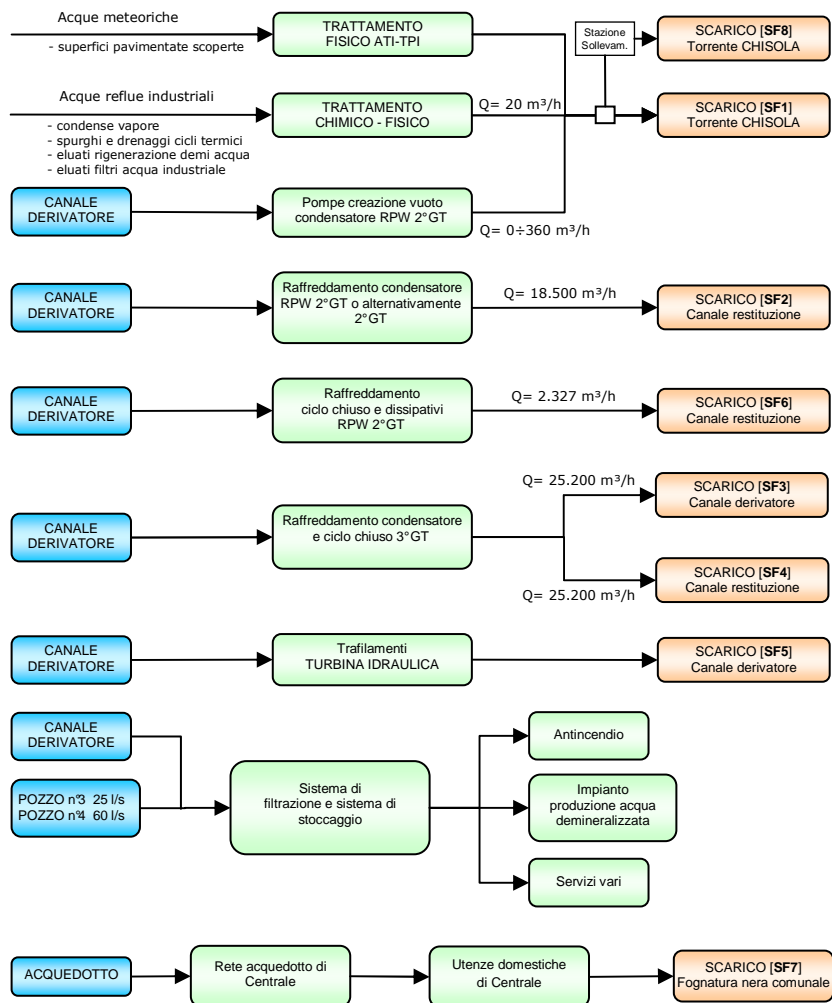 Acque meteoriche
- superfici pavimentate scoperte
TRATTAMENTO
FISICO ATI-TPI
Stazione
Sollevam.
SCARICO [SF8]
Torrente CHISOLA
Acque reflue industriali
- condense vapore
- spurghi e drenaggi cicli termici
- eluati rigenerazione demi acqua
- eluati filtri acqua industriale
TRATTAMENTO
CHIMICO - FISICO
Q= 20 m³/h
SCARICO [SF1]
Torrente CHISOLA
CANALE
DERIVATORE
Pompe creazione vuoto
condensatore RPW 2°GT
Q= 0÷360 m³/h
CANALE
DERIVATORE
Raffreddamento condensatore
RPW 2°GT o alternativamente
2°GT
Q= 18.500 m³/h
SCARICO [SF2]
Canale restituzione
CANALE
DERIVATORE
Raffreddamento
ciclo chiuso e dissipativi
RPW 2°GT
Q= 2.327 m³/h
SCARICO [SF6]
Canale restituzione
CANALE
DERIVATORE
Raffreddamento condensatore
e ciclo chiuso 3°GT
Q= 25.200 m³/h
SCARICO [SF3]
Canale derivatore
Q= 25.200 m³/h
SCARICO [SF4]
Canale restituzione
CANALE
DERIVATORE
Trafilamenti
TURBINA IDRAULICA
SCARICO [SF5]
Canale derivatore
CANALE
DERIVATORE
POZZO n°3 25 l/s
POZZO n°4 60 l/s
Sistema di
filtrazione e sistema di
stoccaggio
Antincendio
Impianto
produzione acqua
demineralizzata
Servizi vari
ACQUEDOTTO
Rete acquedotto di
Centrale
Utenze domestiche
di Centrale
SCARICO [SF7]
Fognatura nera comunale